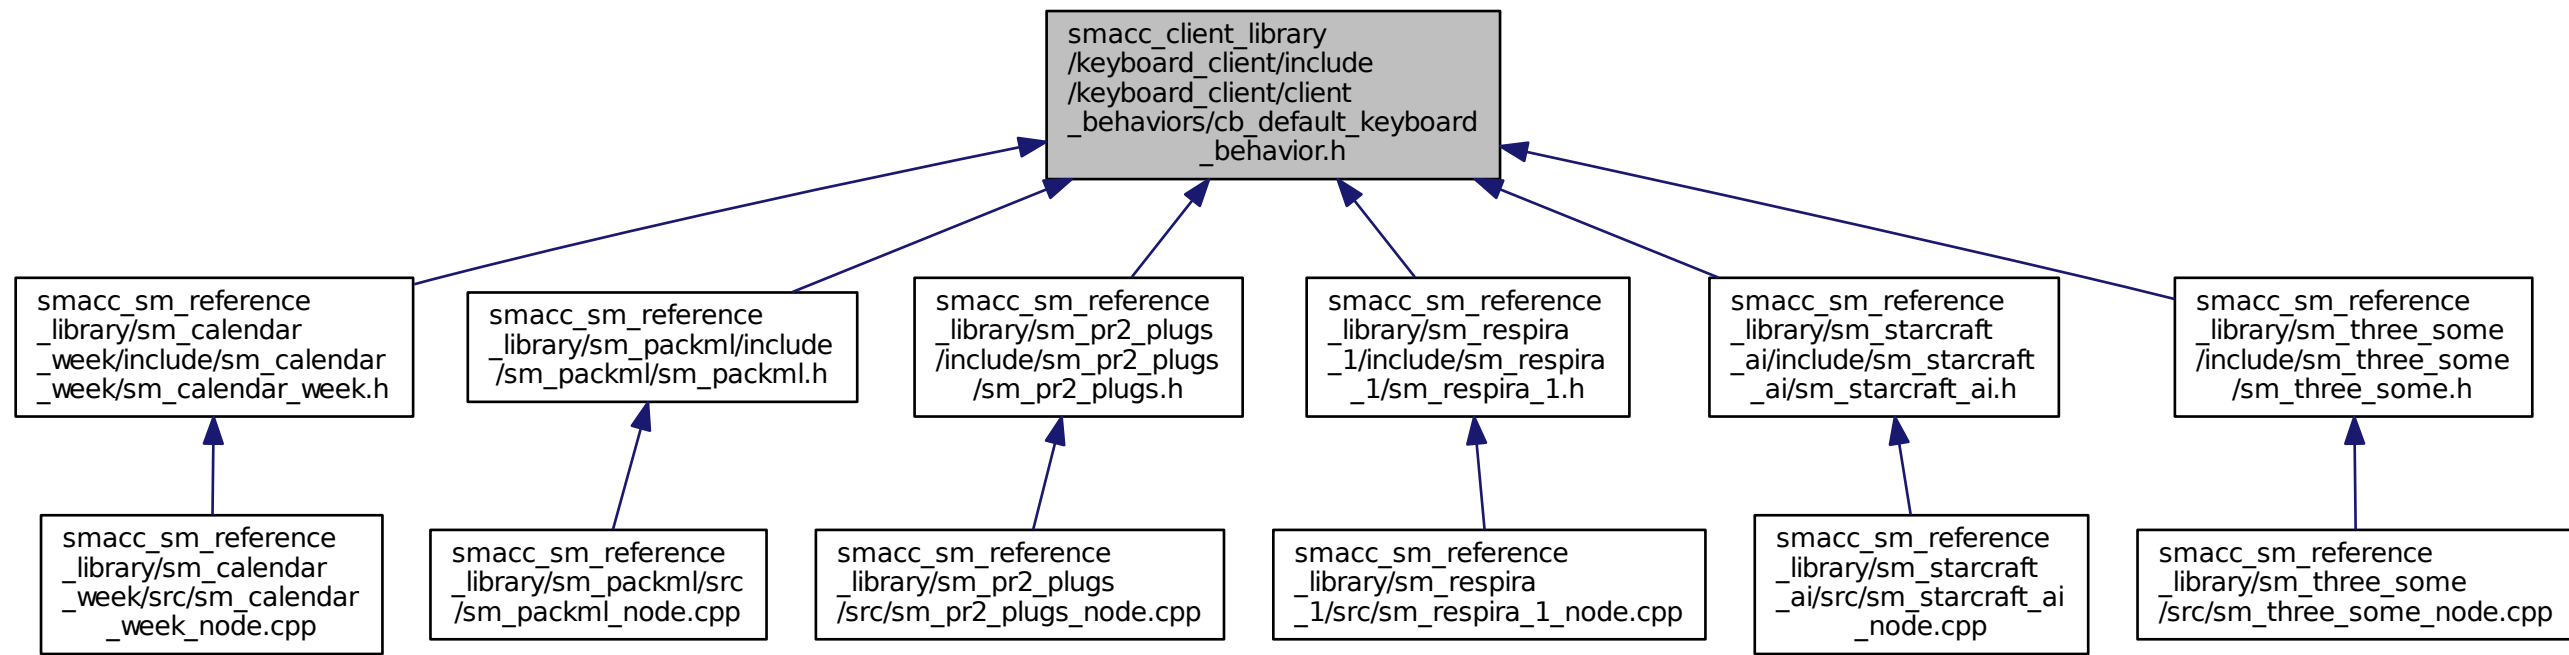 smacc_client_library
/keyboard_client/include
/keyboard_client/client
_behaviors/cb_default_keyboard
_behavior.h
smacc_sm_reference
_library/sm_calendar
_week/include/sm_calendar
_week/sm_calendar_week.h
smacc_sm_reference
_library/sm_packml/include
/sm_packml/sm_packml.h
smacc_sm_reference
_library/sm_pr2_plugs
/include/sm_pr2_plugs
/sm_pr2_plugs.h
smacc_sm_reference
_library/sm_respira
_1/include/sm_respira
_1/sm_respira_1.h
smacc_sm_reference
_library/sm_starcraft
_ai/include/sm_starcraft
_ai/sm_starcraft_ai.h
smacc_sm_reference
_library/sm_three_some
/include/sm_three_some
/sm_three_some.h
smacc_sm_reference
_library/sm_calendar
_week/src/sm_calendar
_week_node.cpp
smacc_sm_reference
_library/sm_packml/src
/sm_packml_node.cpp
smacc_sm_reference
_library/sm_pr2_plugs
/src/sm_pr2_plugs_node.cpp
smacc_sm_reference
_library/sm_respira
_1/src/sm_respira_1_node.cpp
smacc_sm_reference
_library/sm_starcraft
_ai/src/sm_starcraft_ai
_node.cpp
smacc_sm_reference
_library/sm_three_some
/src/sm_three_some_node.cpp